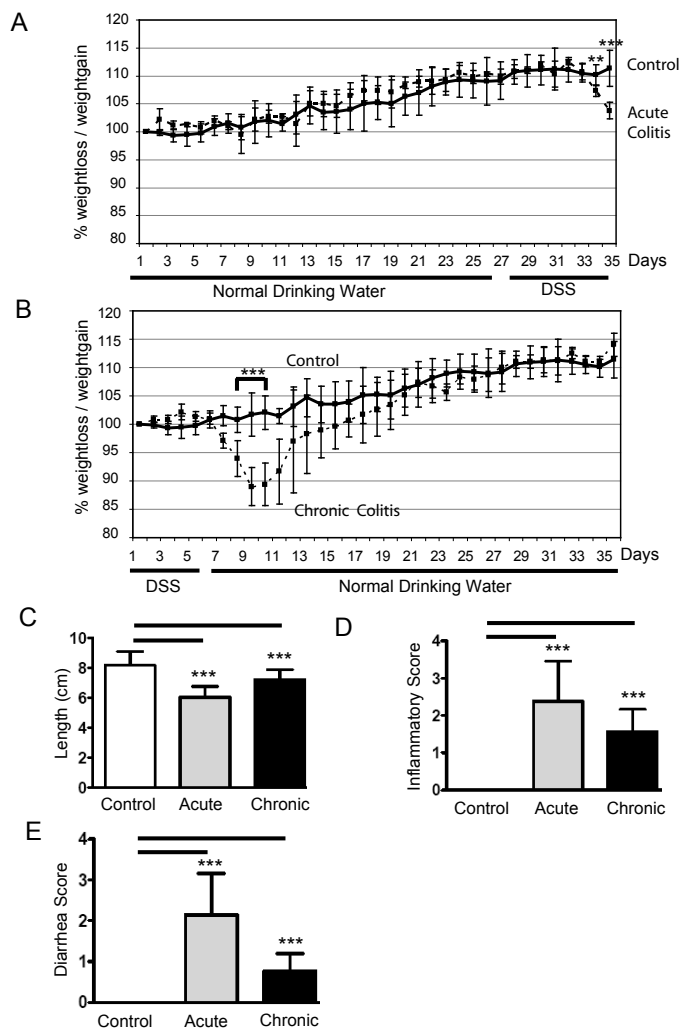 A
% weightloss / weightgain
120
115
110
105
100
95
90
85
80
** ***
Control
Acute
Colitis
1 3 5 7 9 11 13 15 17 19 21 23 25 27 29 31 33 35 Days
Normal Drinking Water DSS
B
% weightloss / weightgain
120
115
110
105
100
95
90
85
80
***
Control
Chronic Colitis
1 3 5 7 9 11 13 15 17 19 21 23 25 27 29 31 33 35 Days
DSS Normal Drinking Water
C
Length (cm)
10
8
6
4
2
0
*** ***
Control Acute Chronic
D
Inflammatory Score
4
3
2
1
0
*** ***
Control Acute Chronic
E
Diarrhea Score
4
3
2
1
0
*** ***
Control Acute Chronic